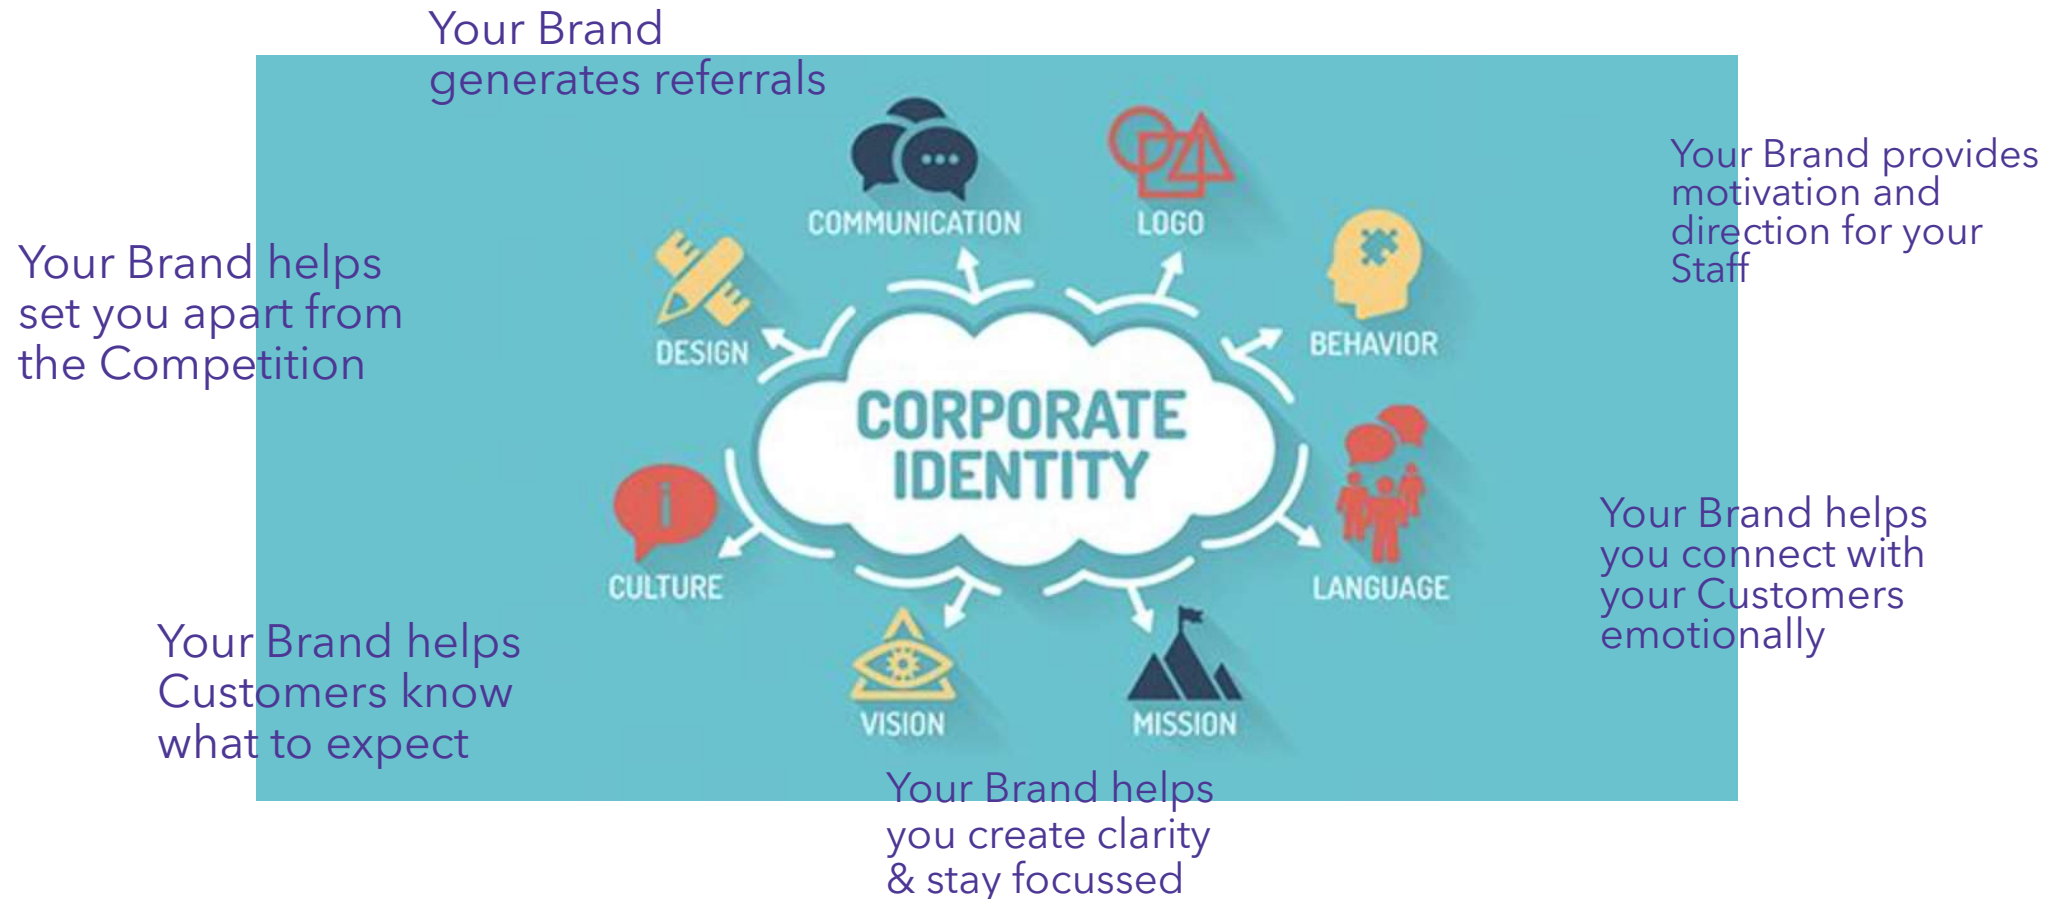 Your Brand
generates referrals
COMMUNICATION
LOGO
Your Brand provides
motivation and
direction for your
Staff
Your Brand helps
set you apart from
the Competition
DESIGN
BEHAVIOR
CORPORATE
IDENTITY
i
CULTURE
LANGUAGE
Your Brand helps
you connect with
your Customers
emotionally
Your Brand helps
Customers know
what to expect
VISION
MISSION
Your Brand helps
you create clarity
& stay focussed